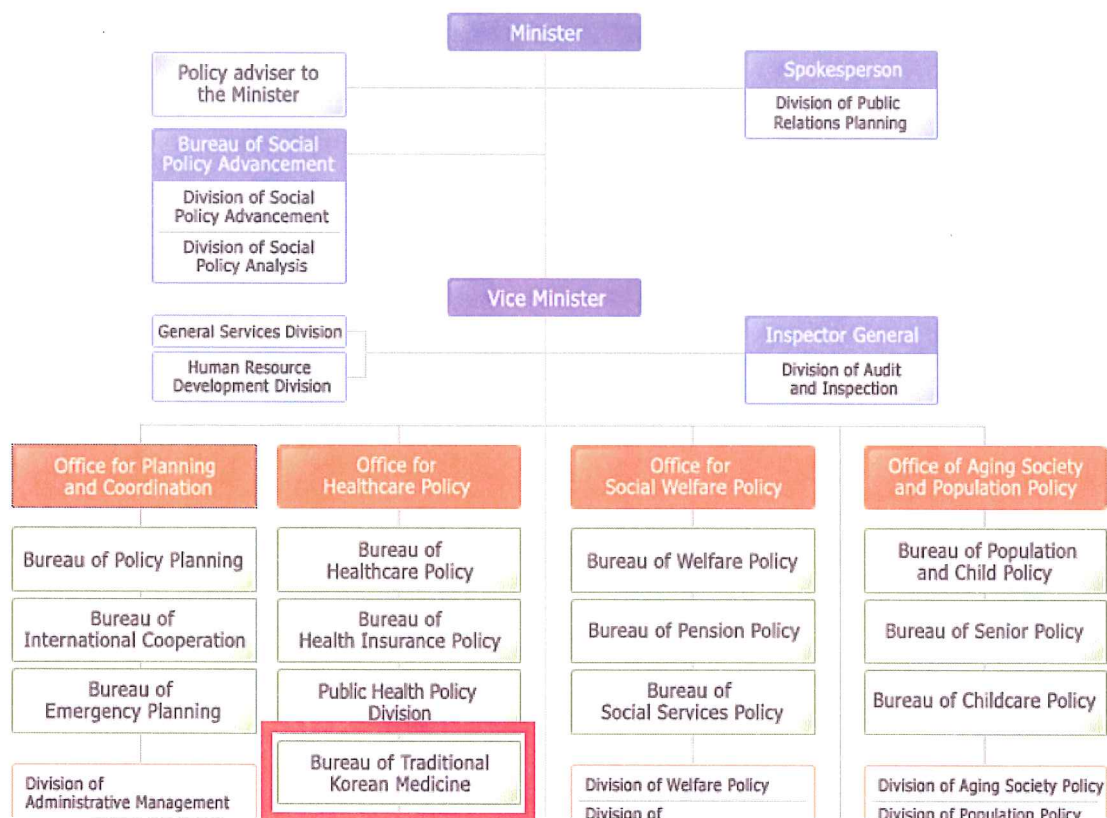 Minister
Policy adviser to
the Minister
Spokesperson
Division of Public
Relations Planning
Bureau of Social
Policy Advancement
Division of Social
Policy Advancement
Division of Social
Policy Analysis
Vice Minister
General Services Division
Human Resource
Development Division
Inspector General
Division of Audit
and Inspection
Office for Planning
and Coordination
Bureau of Policy Planning
Bureau of
International Cooperation
Bureau of
Emergency Planning
Division of
Administrative Management
Office for
Healthcare Policy
Bureau of
Healthcare Policy
Bureau of
Health Insurance Policy
Public Health Policy
Division
Bureau of Traditional
Korean Medicine
Office for
Social Welfare Policy
Bureau of Welfare Policy
Bureau of Pension Policy
Bureau of
Social Services Policy
Division of Welfare Policy
Division of
Office of Aging Society
and Population Policy
Bureau of Population
and Child Policy
Bureau of Senior Policy
Bureau of Childcare Policy
Division of Aging Society Policy
Division of Population Policy